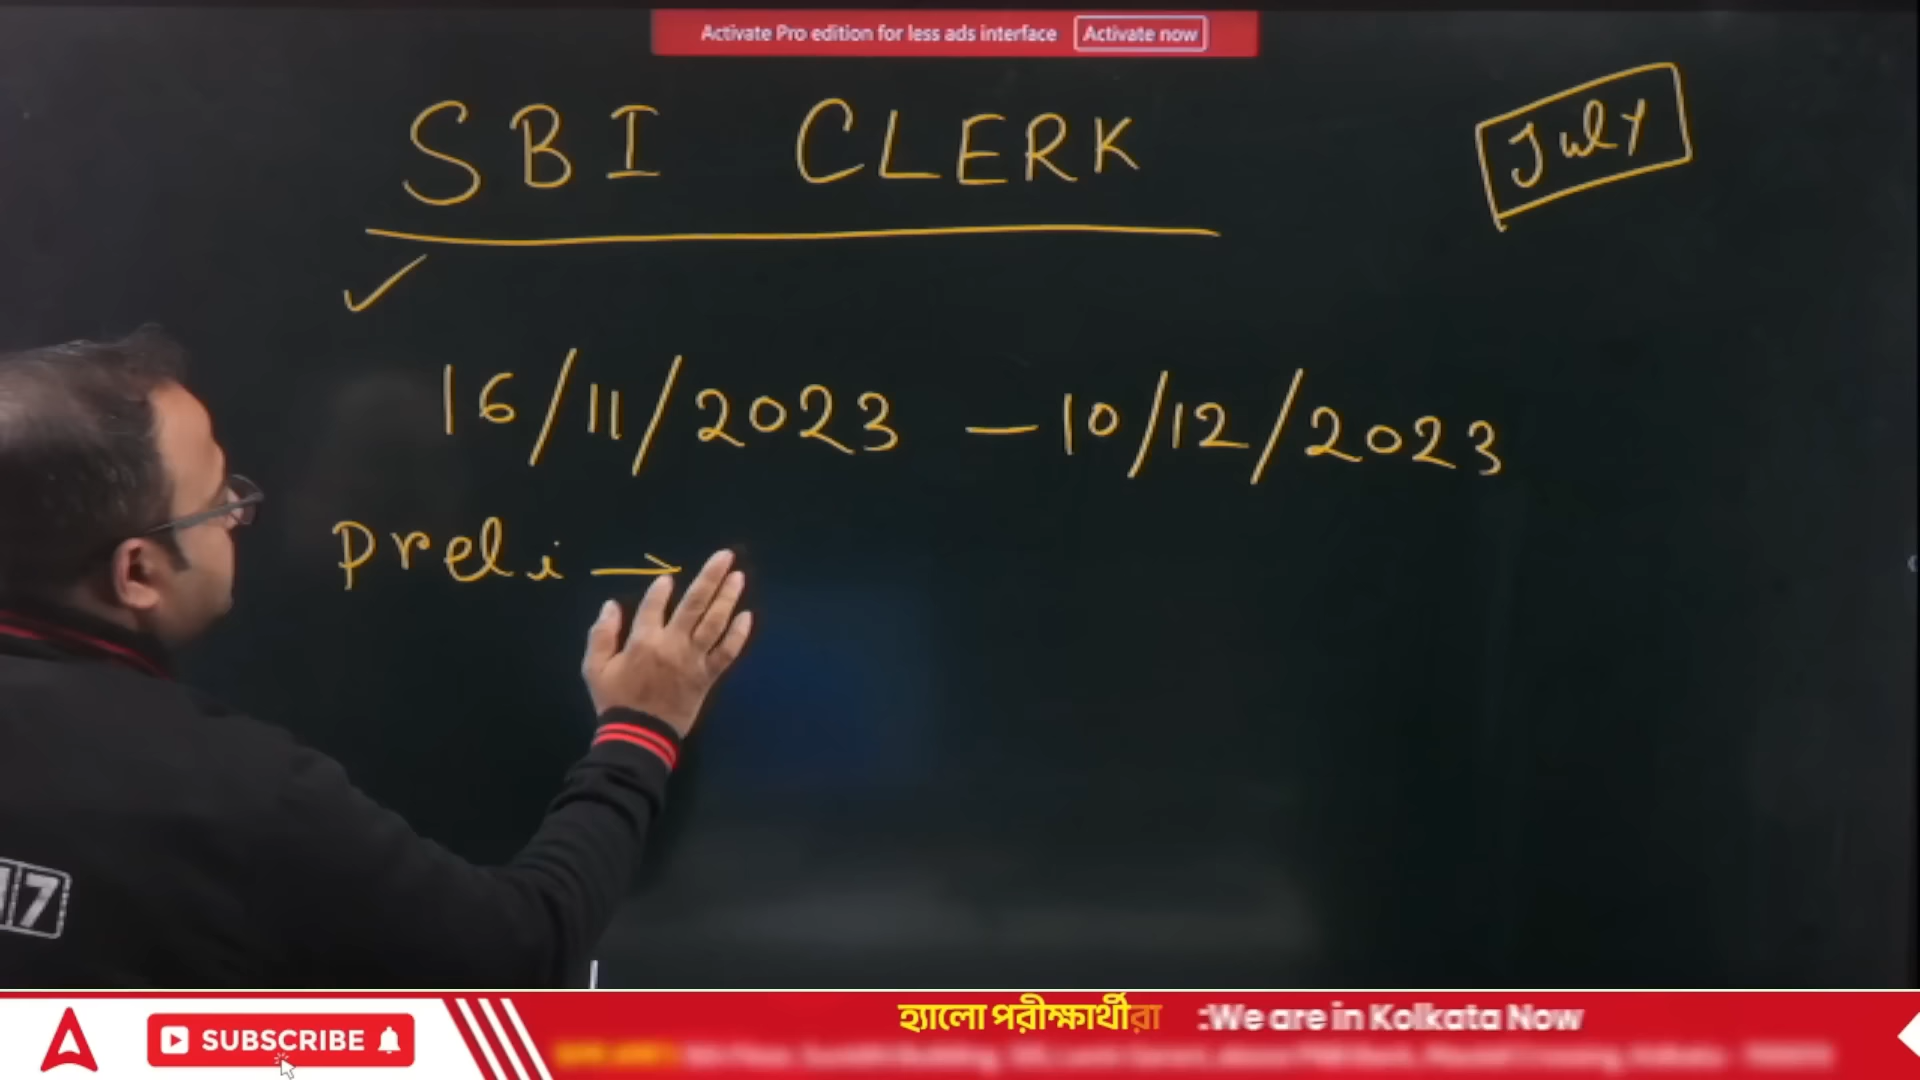 Activate Pro edition for less ads interface Activate now
SBI CLERK
July
16/11/2023 – 10/12/2023
Preli →
17
SUBSCRIBE
হ্যালো পরীক্ষার্থীরা :We are in Kolkata Now